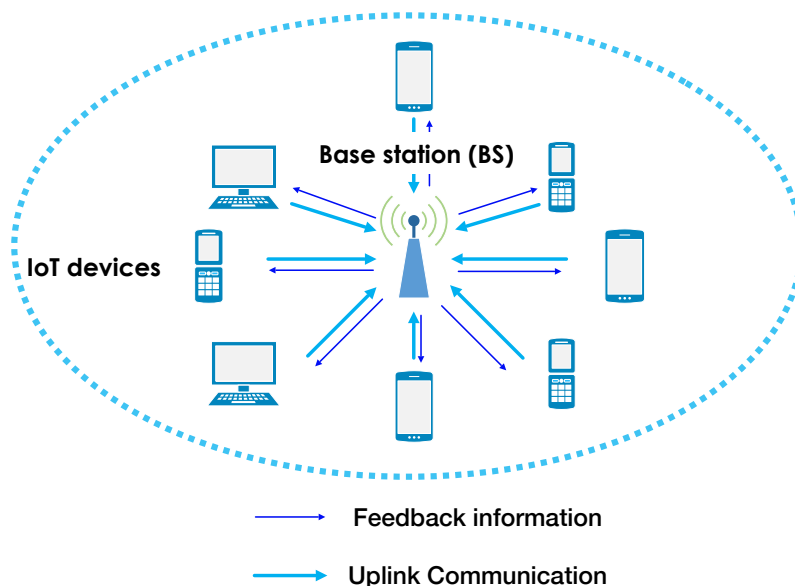 Base station (BS)
IoT devices
Feedback information
Uplink Communication